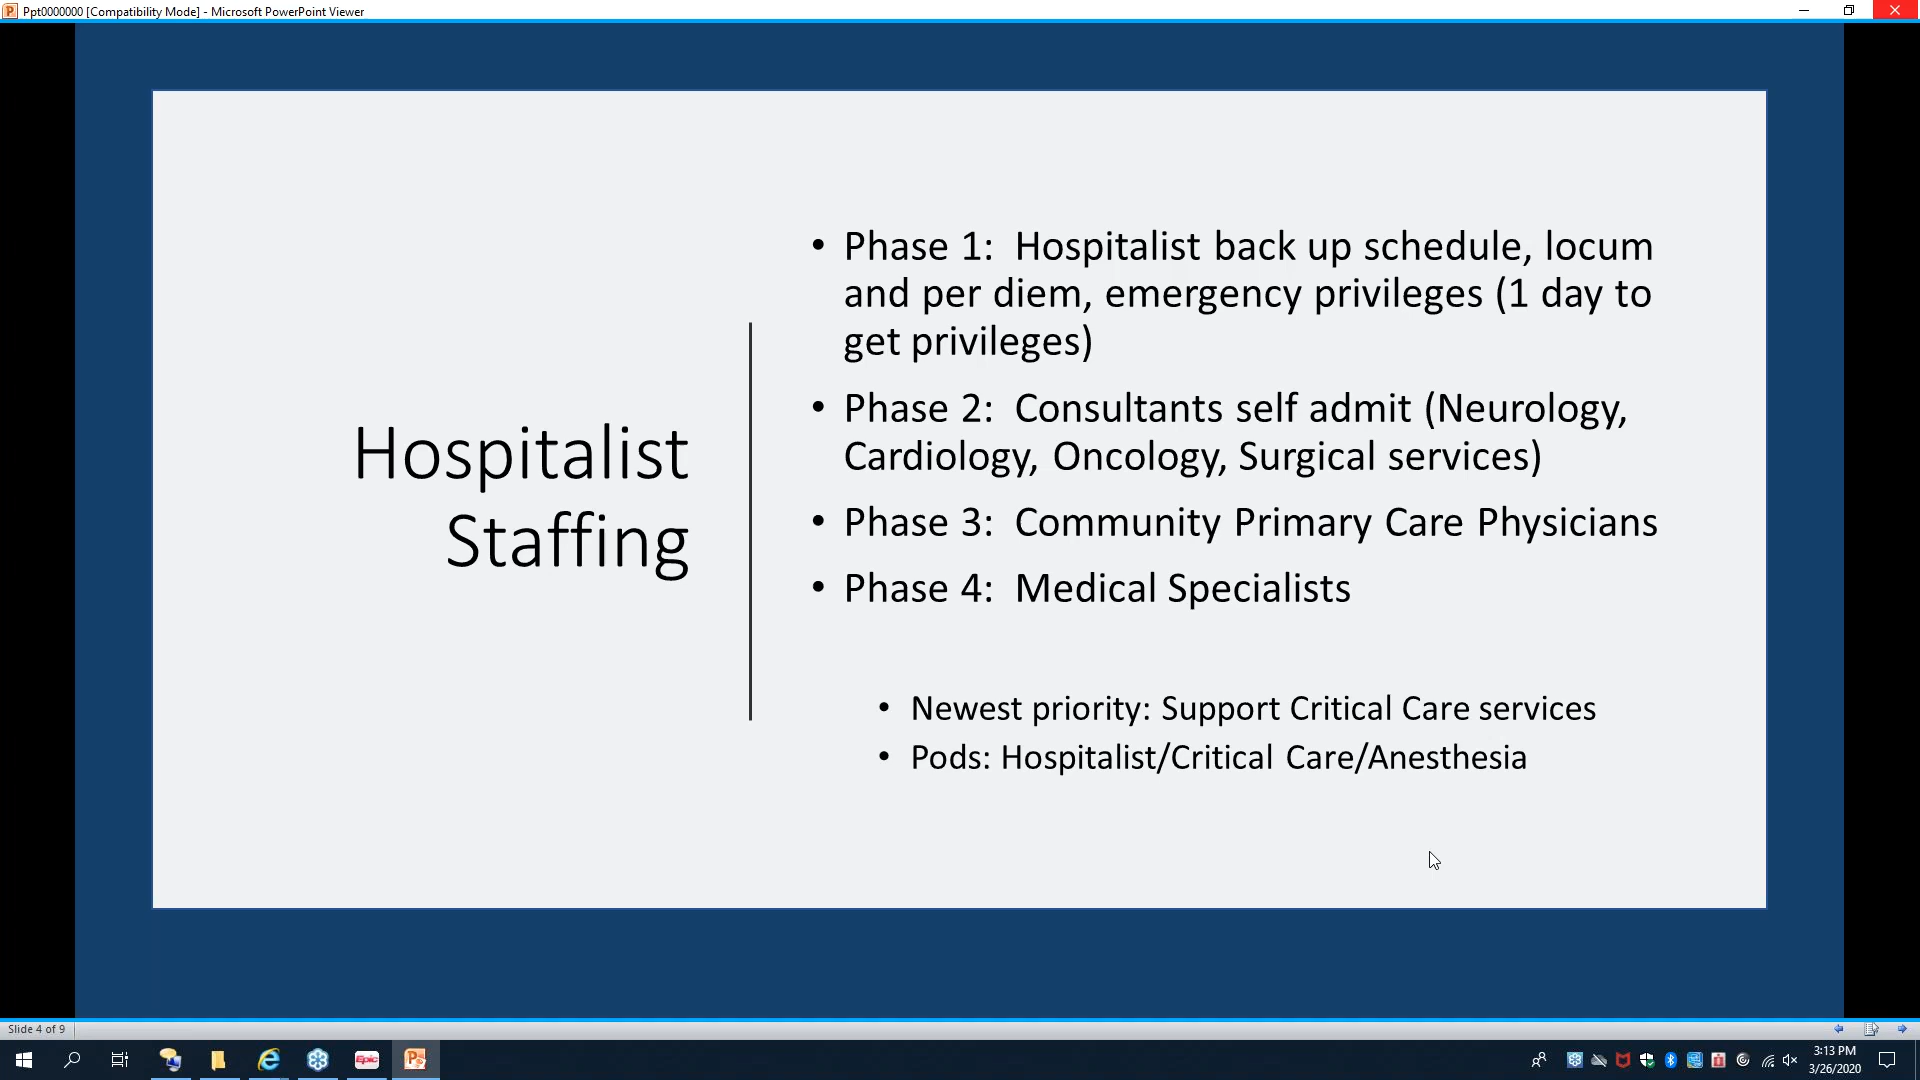 Ppt0000000 [Compatibility Mode] - Microsoft PowerPoint Viewer
Hospitalist
Staffing
• Phase 1:  Hospitalist back up schedule, locum
and per diem, emergency privileges (1 day to
get privileges)
• Phase 2:  Consultants self admit (Neurology,
Cardiology, Oncology, Surgical services)
• Phase 3:  Community Primary Care Physicians
• Phase 4:  Medical Specialists
• Newest priority: Support Critical Care services
• Pods: Hospitalist/Critical Care/Anesthesia
Slide 4 of 9
Epic
3:13 PM
3/26/2020